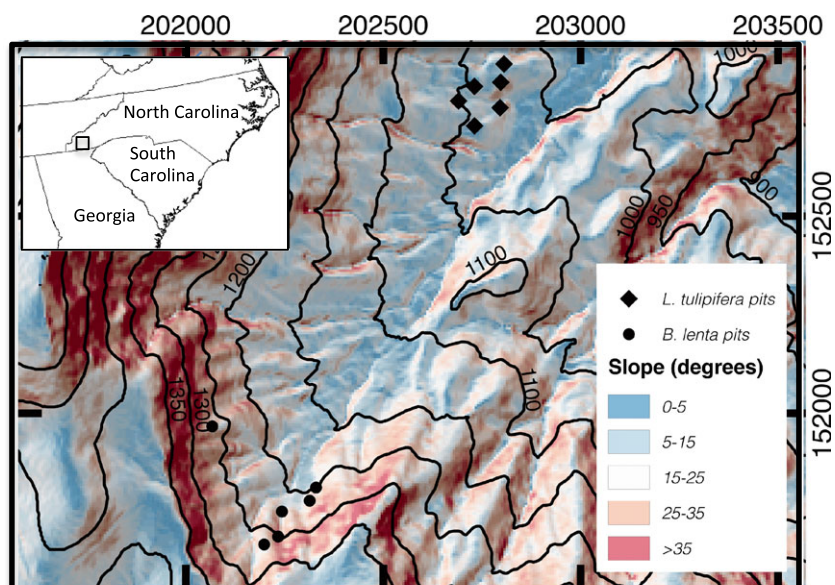 202000 202500 203000 203500
North Carolina
South
Carolina
Georgia
1000
900
1000
950
152500
1200
1100
L. tulipifera pits
B. lenta pits
Slope (degrees)
0-5
5-15
15-25
25-35
>35
1100
1350
1300
152000